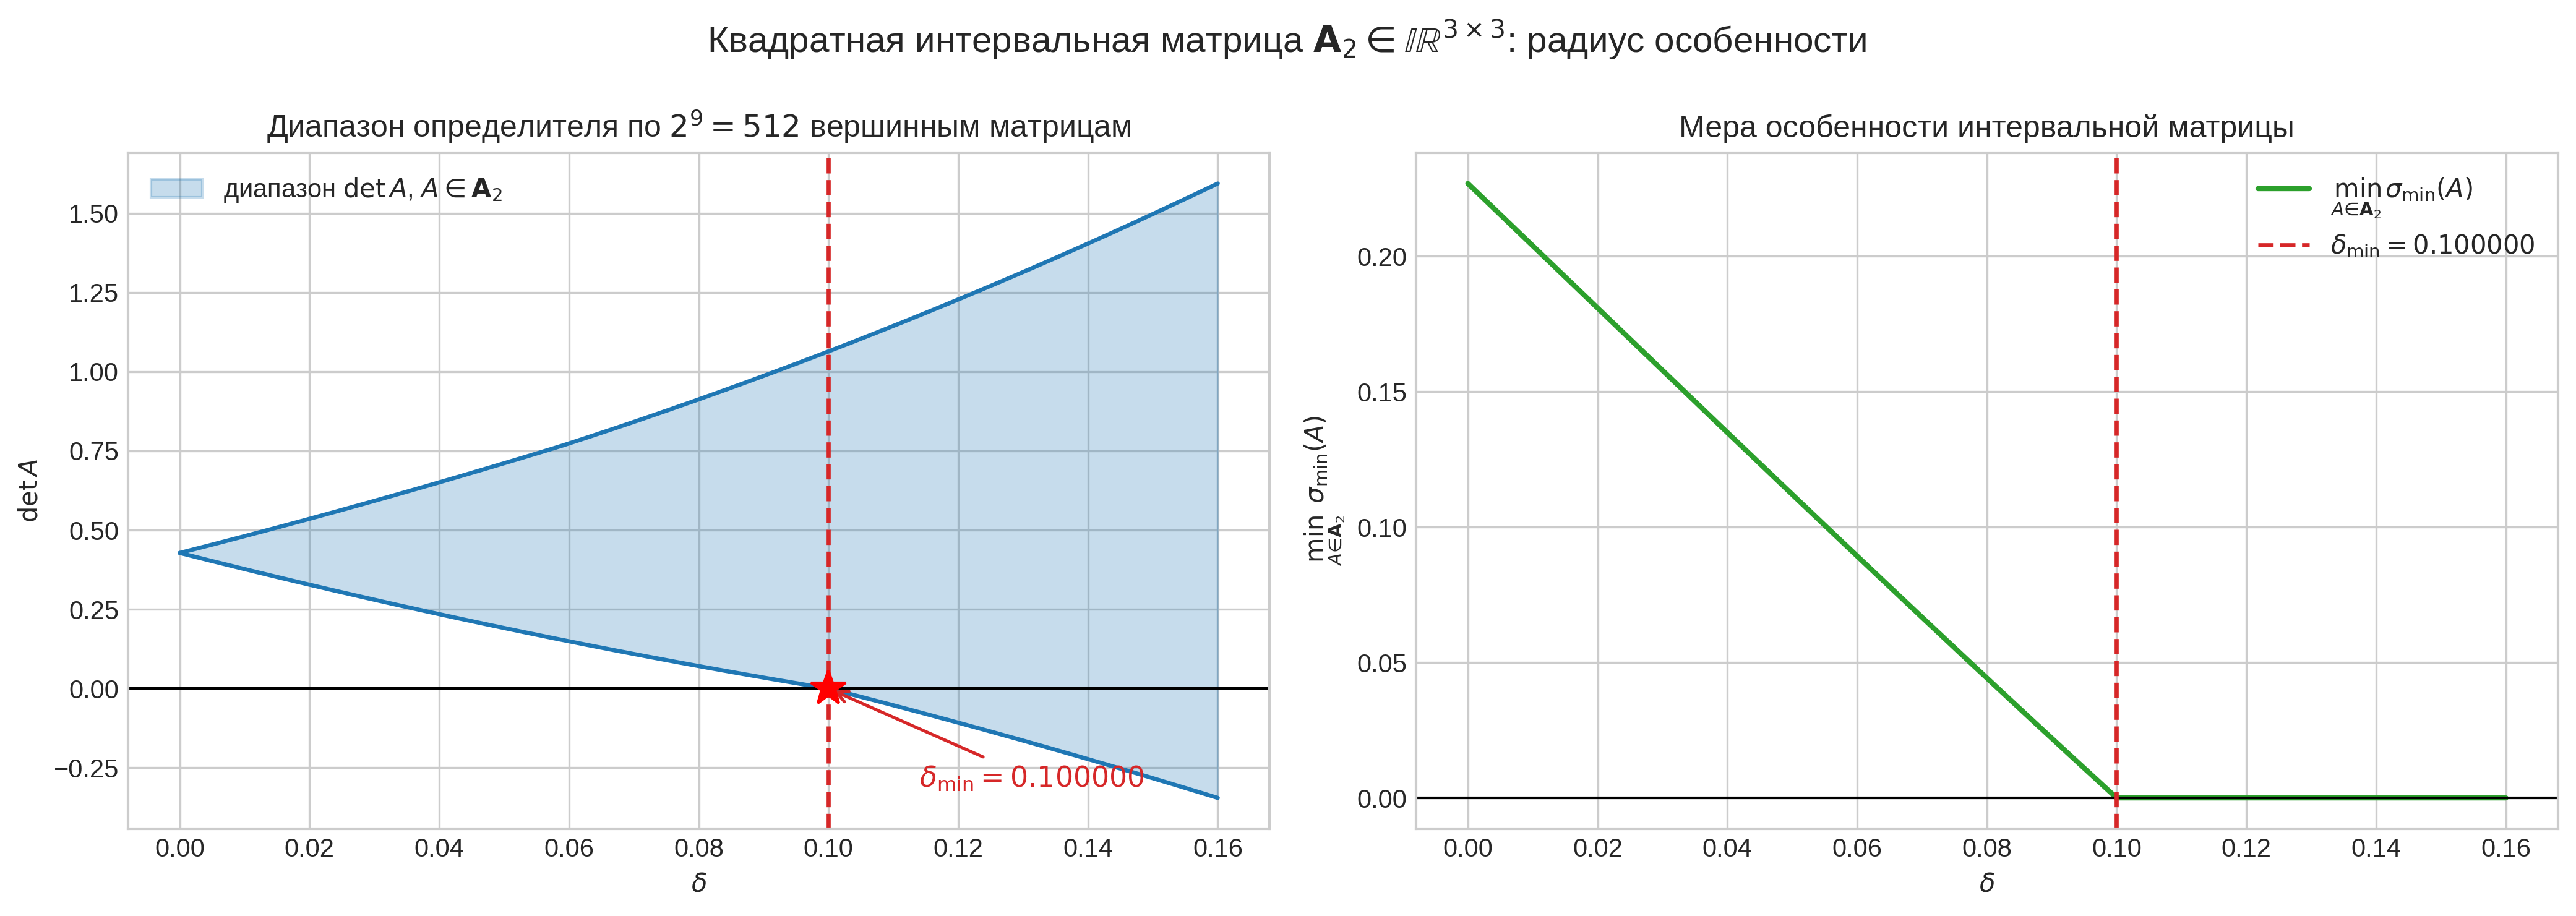 Квадратная интервальная матрица A₂ ∈ 𝕀ℝ³ˣ³: радиус особенности
Диапазон определителя по 2⁹ = 512 вершинным матрицам
диапазон det A, A ∈ A₂
1.50
1.25
1.00
0.75
0.50
0.25
0.00
−0.25
det A
δ_min = 0.100000
0.00 0.02 0.04 0.06 0.08 0.10 0.12 0.14 0.16
δ
Мера особенности интервальной матрицы
min σ_min(A)
A∈A₂
δ_min = 0.100000
0.20
0.15
0.10
0.05
0.00
min σ_min(A)
A∈A₂
0.00 0.02 0.04 0.06 0.08 0.10 0.12 0.14 0.16
δ